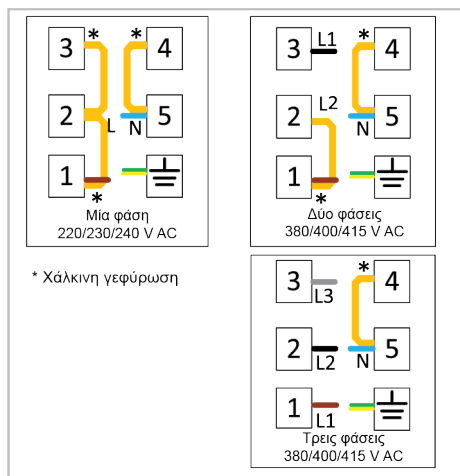 3 * * 4
2 L N 5
1 *
Μία φάση
220/230/240 V AC
3 L1 * 4
2 L2 N 5
1 *
Δύο φάσεις
380/400/415 V AC
* Χάλκινη γεφύρωση
3 L3 * 4
2 L2 N 5
1 L1
Τρεις φάσεις
380/400/415 V AC